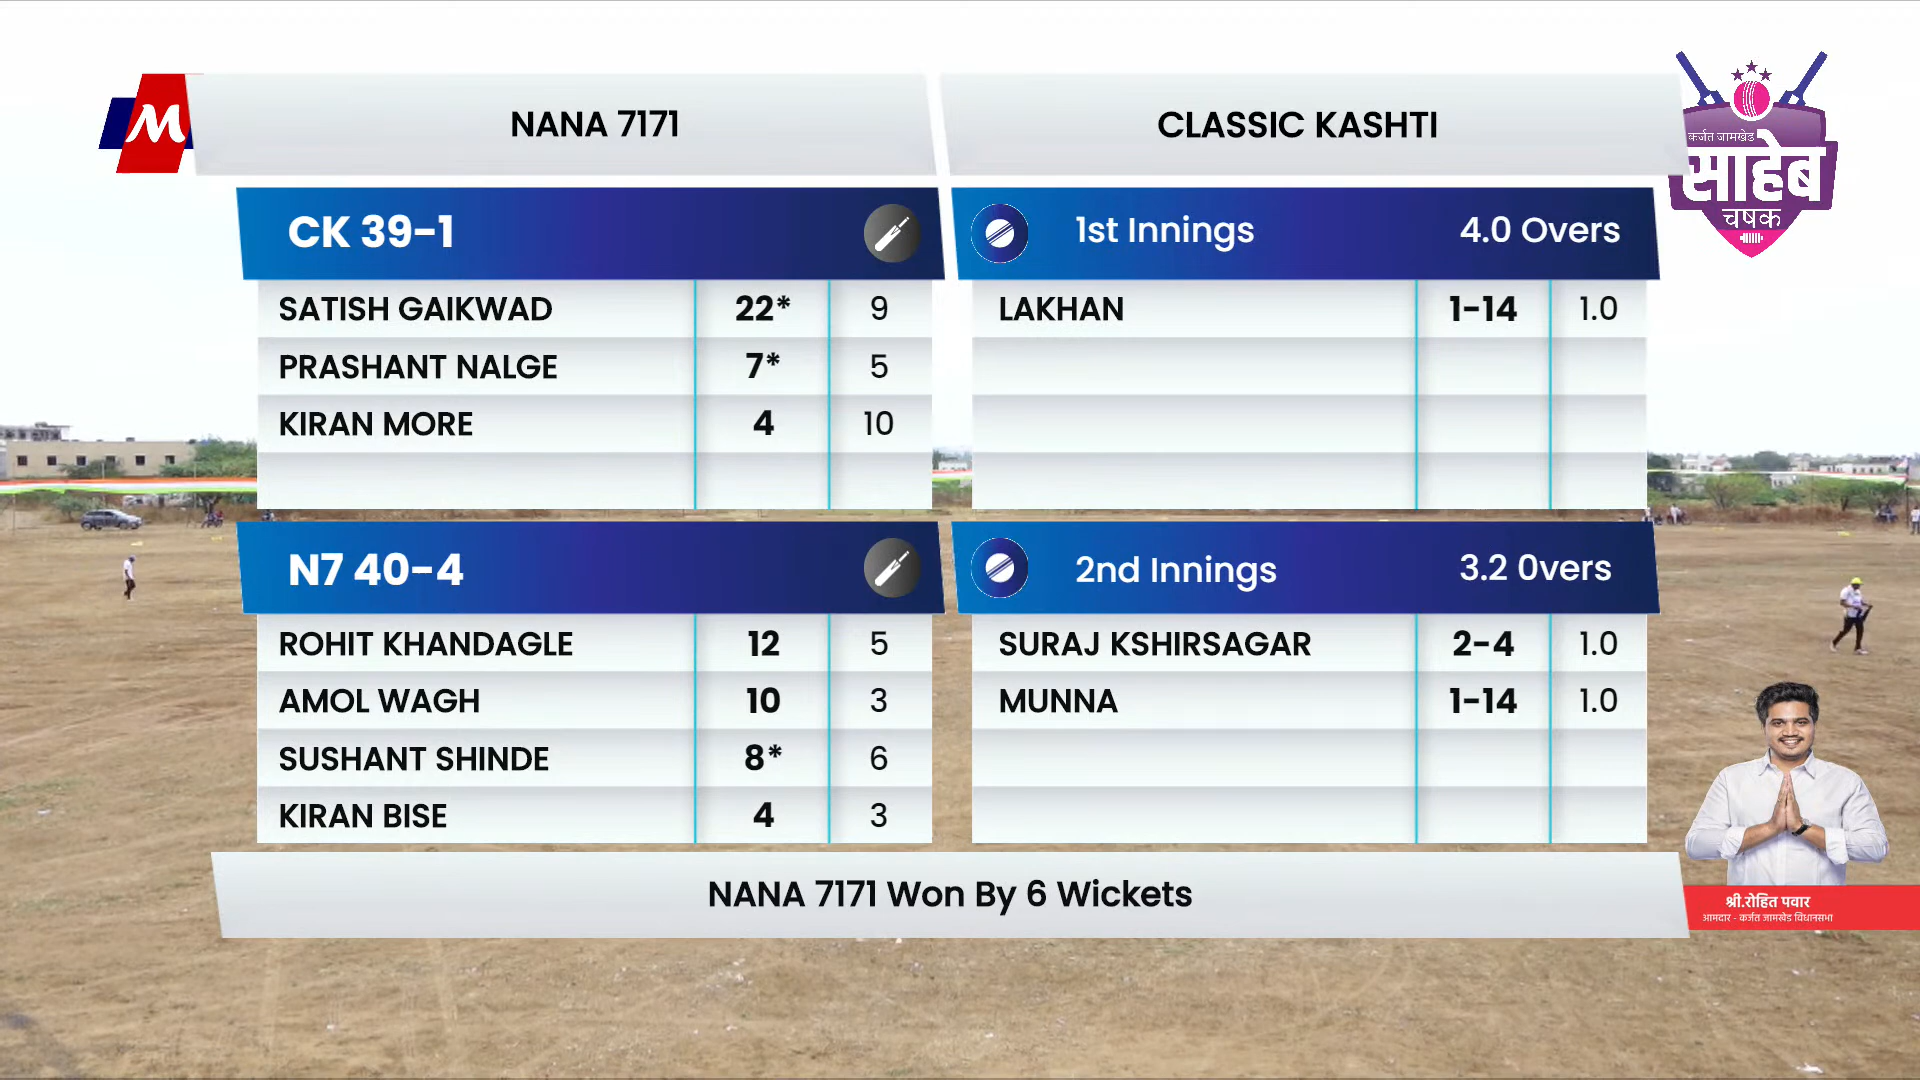 M
NANA 7171
CLASSIC KASHTI
कर्जत जामखेड
साहेब
चषक
CK 39-1
1st Innings 4.0 Overs
SATISH GAIKWAD 22* 9
LAKHAN 1-14 1.0
PRASHANT NALGE 7* 5
KIRAN MORE 4 10
N7 40-4
2nd Innings 3.2 0vers
ROHIT KHANDAGLE 12 5
SURAJ KSHIRSAGAR 2-4 1.0
AMOL WAGH 10 3
MUNNA 1-14 1.0
SUSHANT SHINDE 8* 6
KIRAN BISE 4 3
NANA 7171 Won By 6 Wickets
श्री.रोहित पवार
आमदार - कर्जत जामखेड विधानसभा